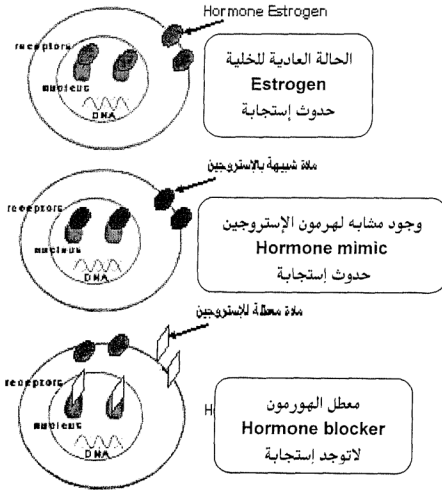 Hormone Estrogen
receptors
nucleus
DNA
الحالة العادية للخلية
Estrogen
حدوث إستجابة
مادة شبيهة بالإستروجين
receptors
nucleus
DNA
وجود مشابه لهرمون الإستروجين
Hormone mimic
حدوث إستجابة
مادة معطلة للإستروجين
receptors
nucleus
DNA
معطل الهورمون
Hormone blocker
لاتوجد إستجابة